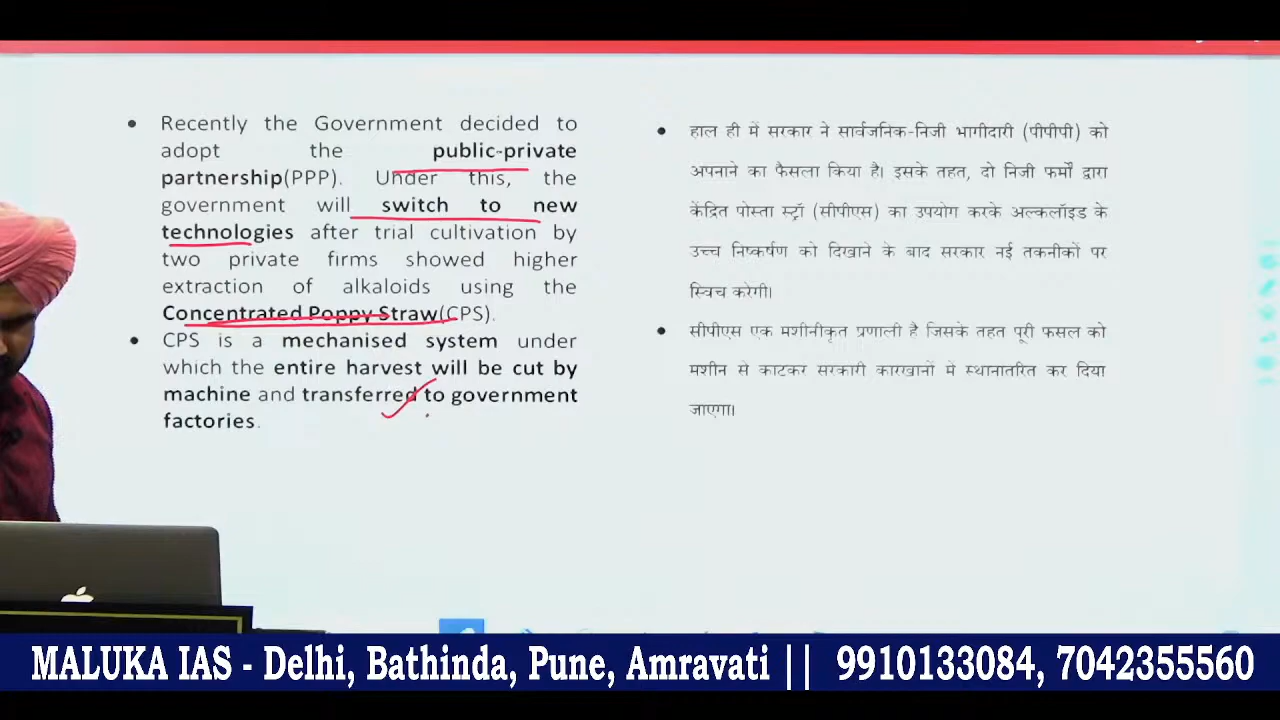 Recently the Government decided to
adopt the public-private
partnership(PPP). Under this, the
government will switch to new
technologies after trial cultivation by
two private firms showed higher
extraction of alkaloids using the
Concentrated Poppy Straw(CPS).
CPS is a mechanised system under
which the entire harvest will be cut by
machine and transferred to government
factories.
हाल ही में सरकार ने सार्वजनिक-निजी भागीदारी (पीपीपी) को
अपनाने का फैसला किया है। इसके तहत, दो निजी फर्मों द्वारा
केंद्रित पोस्ता स्ट्रॉ (सीपीएस) का उपयोग करके अल्कलॉइड के
उच्च निष्कर्षण को दिखाने के बाद सरकार नई तकनीकों पर
स्विच करेगी।
सीपीएस एक मशीनीकृत प्रणाली है जिसके तहत पूरी फसल को
मशीन से काटकर सरकारी कारखानों में स्थानातरित कर दिया
जाएगा।
MALUKA IAS - Delhi, Bathinda, Pune, Amravati || 9910133084, 7042355560